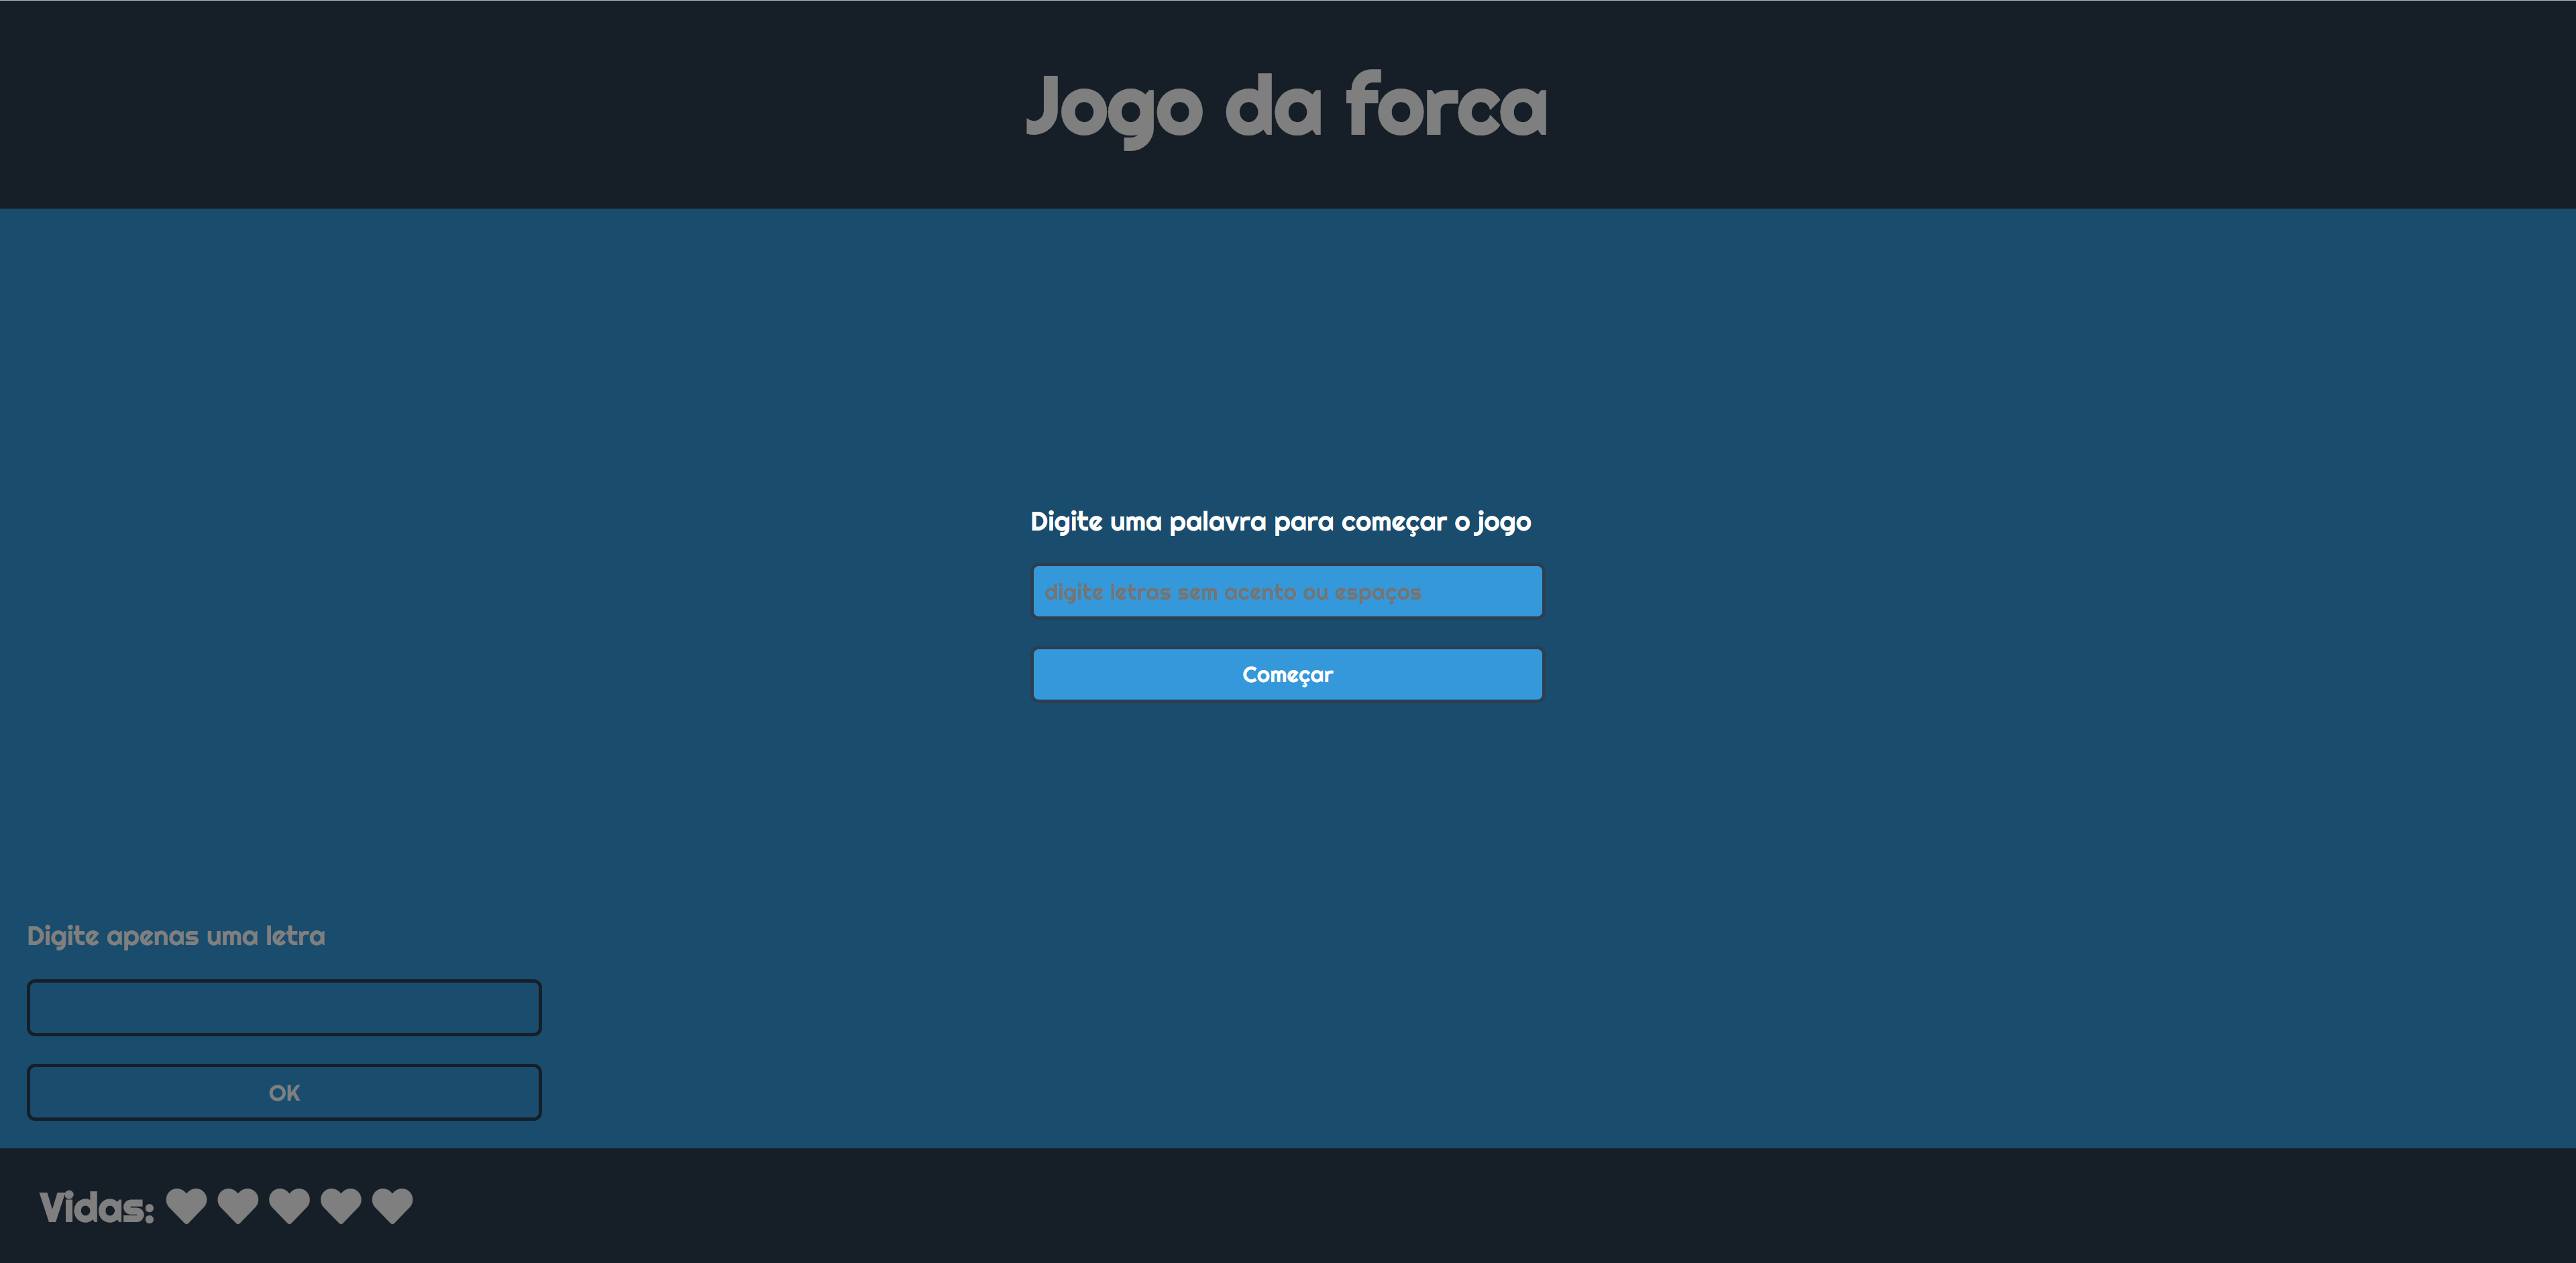 Jogo da forca
Digite uma palavra para começar o jogo
digite letras sem acento ou espaços
Começar
Digite apenas uma letra
OK
Vidas: